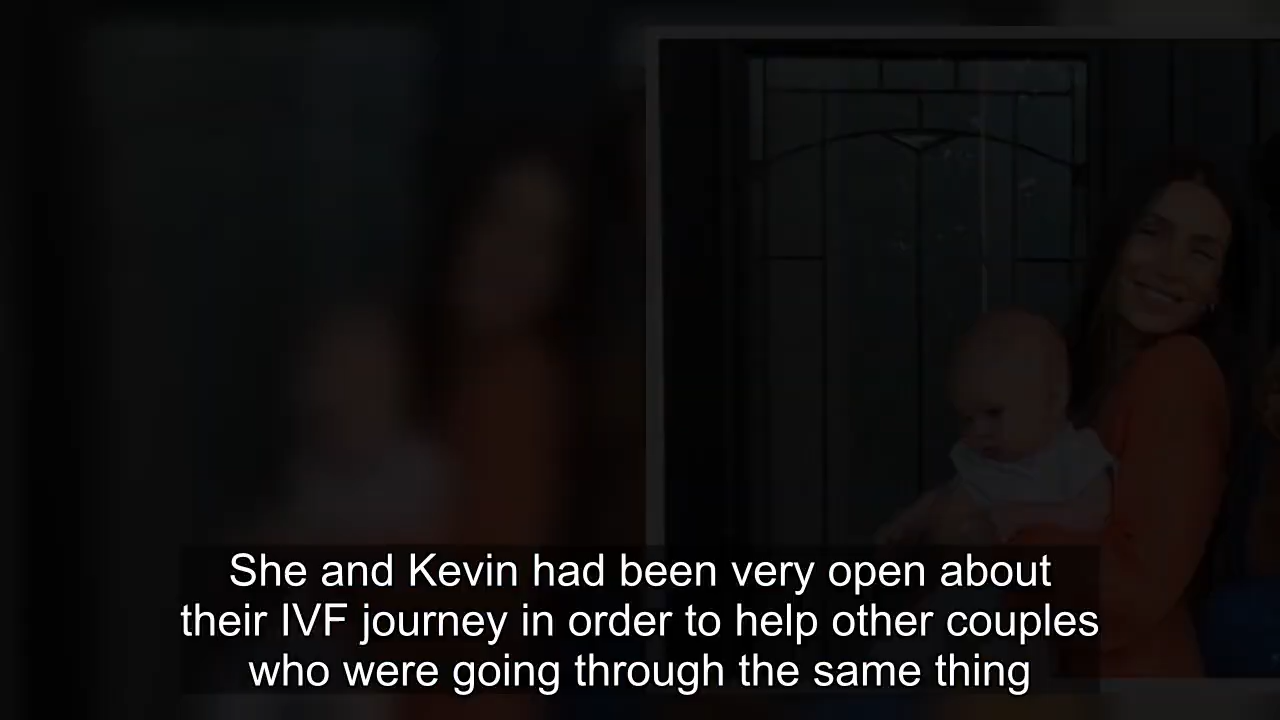 She and Kevin had been very open about
their IVF journey in order to help other couples
who were going through the same thing